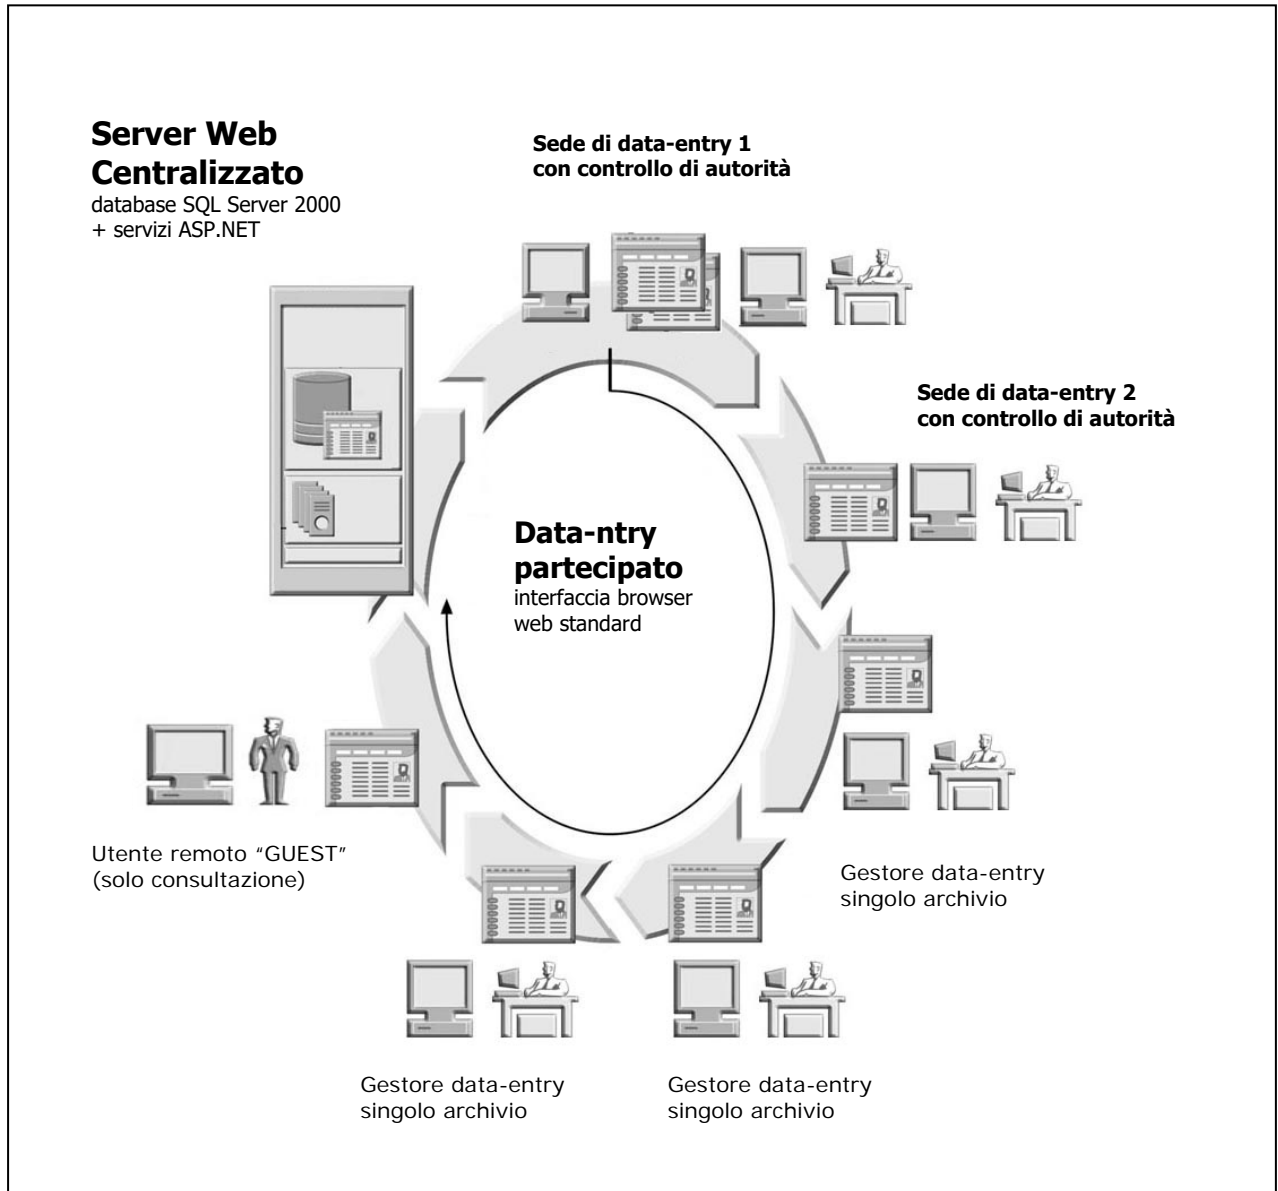 Server Web
Centralizzato
database SQL Server 2000
+ servizi ASP.NET
Sede di data-entry 1
con controllo di autorità
Sede di data-entry 2
con controllo di autorità
Data-ntry
partecipato
interfaccia browser
web standard
Utente remoto “GUEST”
(solo consultazione)
Gestore data-entry
singolo archivio
Gestore data-entry
singolo archivio
Gestore data-entry
singolo archivio